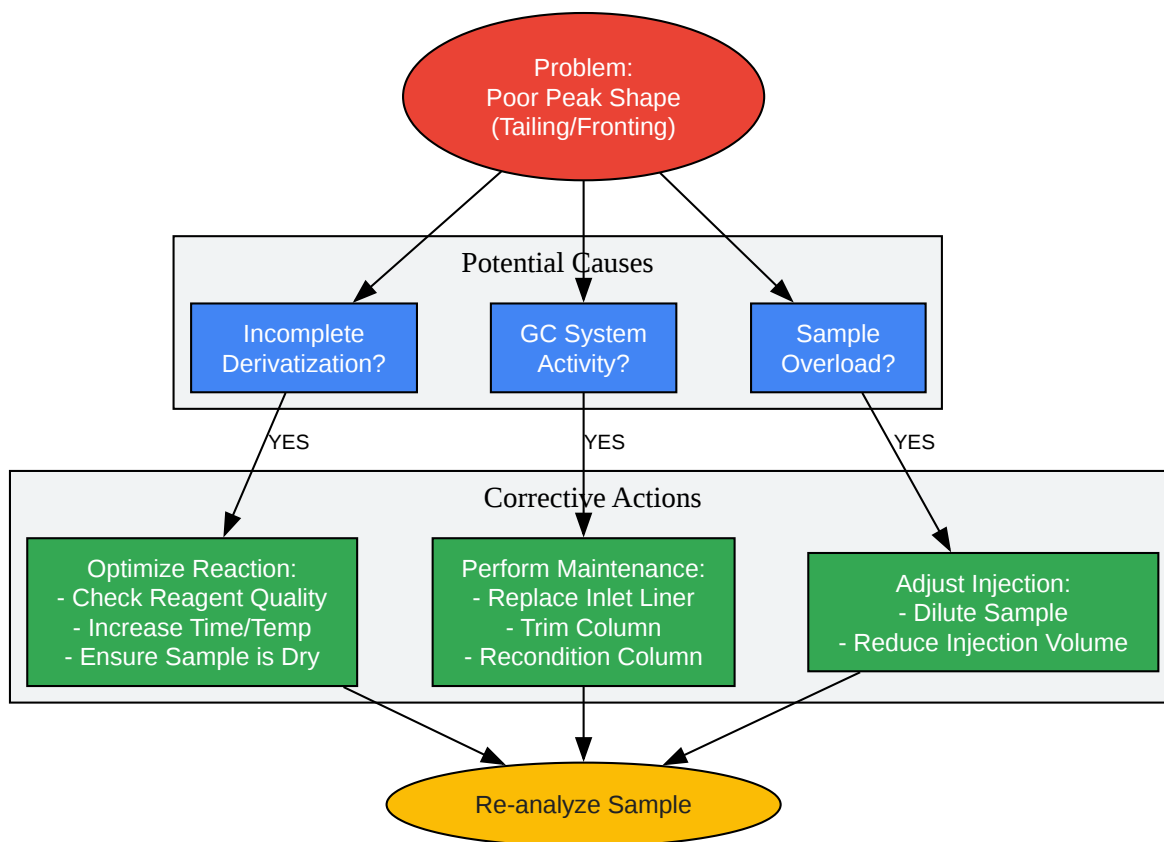 Problem:
Poor Peak Shape
(Tailing/Fronting)
Potential Causes
Incomplete
Derivatization?
GC System
Activity?
Sample
Overload?
YES
YES
YES
Corrective Actions
Optimize Reaction:
- Check Reagent Quality
- Increase Time/Temp
- Ensure Sample is Dry
Perform Maintenance:
- Replace Inlet Liner
- Trim Column
- Recondition Column
Adjust Injection:
- Dilute Sample
- Reduce Injection Volume
Re-analyze Sample